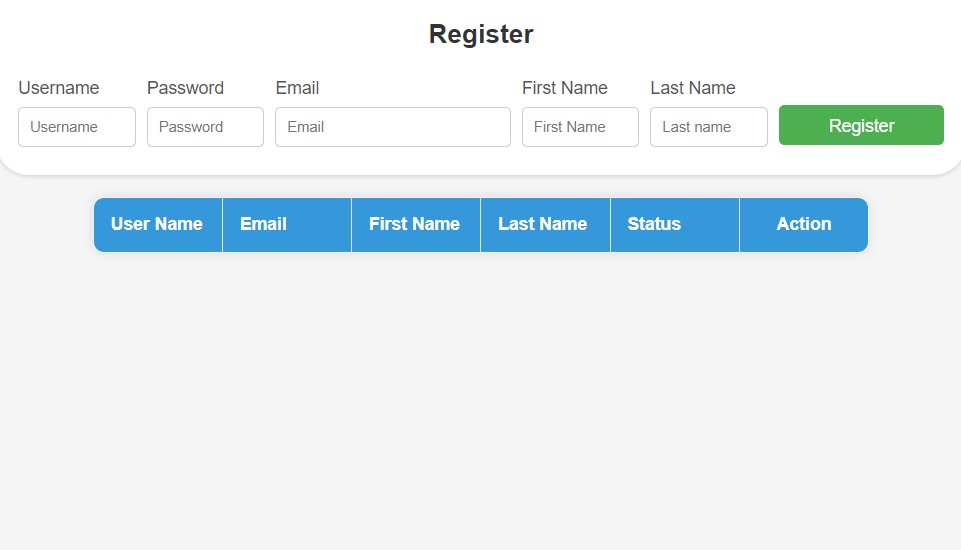 Register
Username Password Email First Name Last Name
Username Password Email First Name Last name Register
User Name Email First Name Last Name Status Action